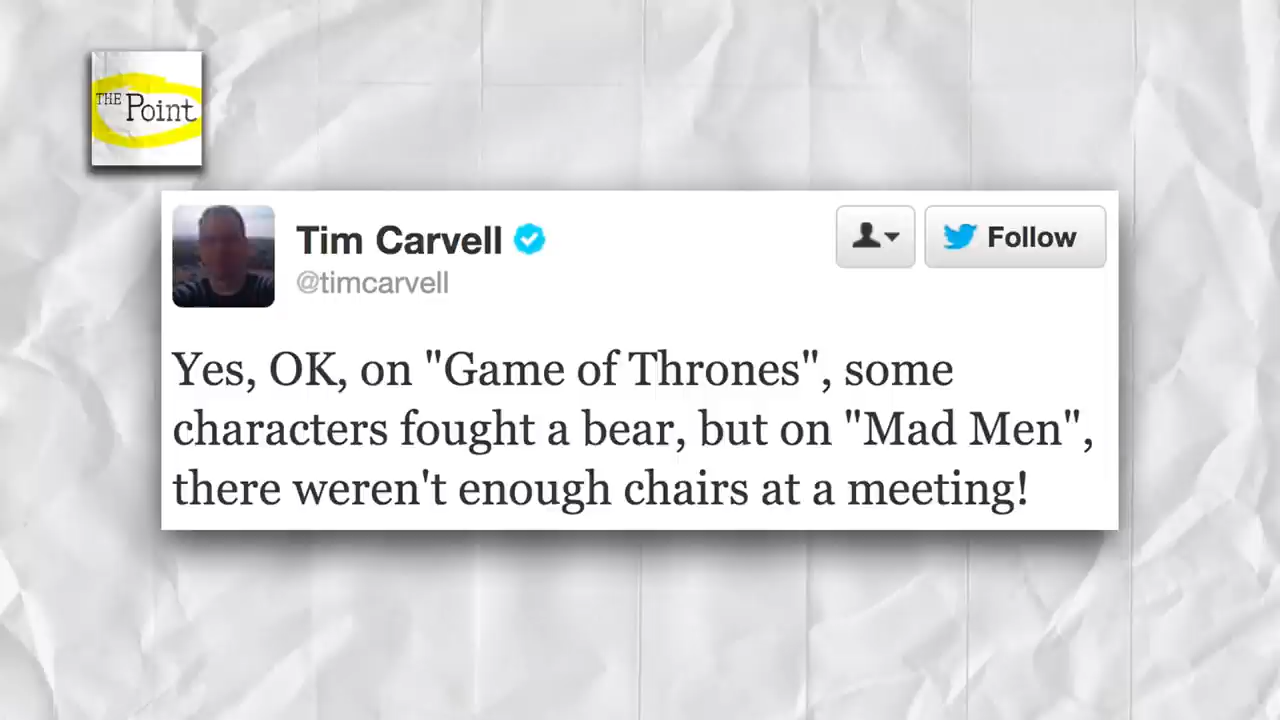 THE Point
Tim Carvell
@timcarvell
Follow
Yes, OK, on "Game of Thrones", some
characters fought a bear, but on "Mad Men",
there weren't enough chairs at a meeting!